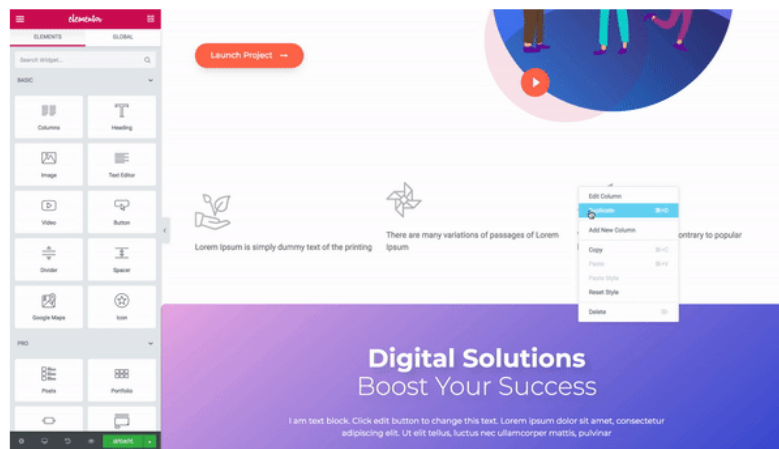 elementor
ELEMENTS GLOBAL
Search Widget...
BASIC
Columns Heading
Image Text Editor
Video Button
Divider Spacer
Google Maps Icon
PRO
Posts Portfolio
UPDATE
Launch Project →
Lorem Ipsum is simply dummy text of the printing
There are many variations of passages of Lorem
Ipsum
ontrary to popular
Edit Column
Duplicate ⌘+D
Add New Column
Copy ⌘+C
Paste ⌘+V
Paste Style
Reset Style
Delete
Digital Solutions
Boost Your Success
I am text block. Click edit button to change this text. Lorem ipsum dolor sit amet, consectetur
adipiscing elit. Ut elit tellus, luctus nec ullamcorper mattis, pulvinar